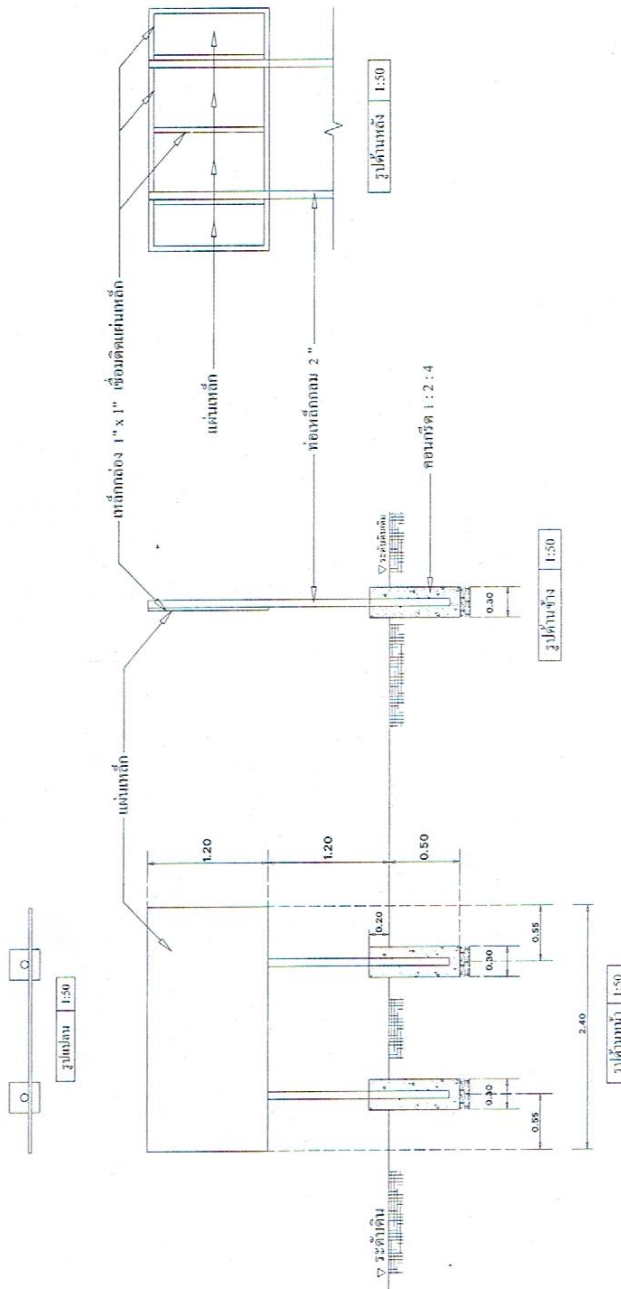 รูปแปลน 1:50
แผ่นเหล็ก
เหล็กกล่อง 1" x 1" เชื่อมติดแผ่นเหล็ก
แผ่นเหล็ก
ท่อเหล็กกลม 2 "
คอนกรีต 1 : 2 : 4
1.20
1.20
0.50
0.20
▽ ระดับดิน
▽ ระดับดินเดิม
0.30
0.30
0.30
0.55
0.55
2.40
รูปด้านหน้า 1:50
รูปด้านข้าง 1:50
รูปด้านหลัง 1:50